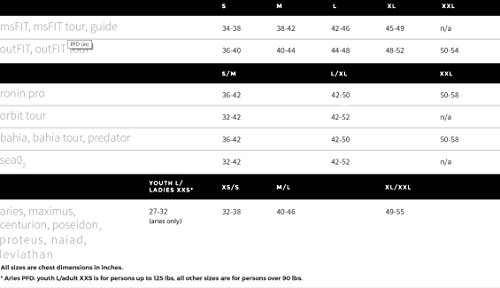 S M L XL XXL
msFIT, msFIT tour, guide 34-38 38-42 42-46 45-49 n/a
outFIT, outFIT tour 36-40 40-44 44-48 48-52 50-54
S/M L/XL XXL
ronin pro 36-42 42-50 50-58
orbit tour 32-42 42-52 n/a
bahia, bahia tour, predator 36-42 42-50 50-58
sea0₂ 32-42 42-52 n/a
YOUTH L/
LADIES XXS* XS/S M/L XL/XXL
aries, maximus, 27-32 32-38 40-46 49-55
centurion, poseidon, (aries only)
proteus, naiad,
leviathan
All sizes are chest dimensions in inches.
* Aries PFD: youth L/adult XXS is for persons up to 125 lbs, all other sizes are for persons over 90 lbs.